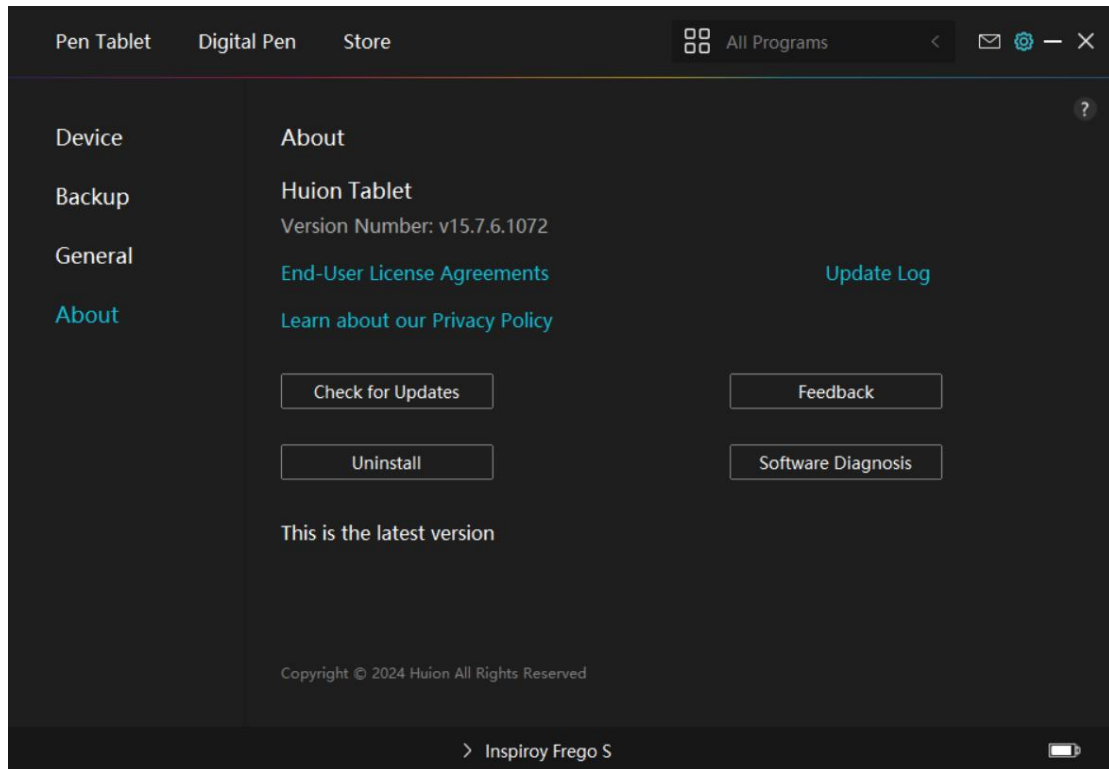 Pen Tablet Digital Pen Store All Programs
?
Device
Backup
General
About
About
Huion Tablet
Version Number: v15.7.6.1072
End-User License Agreements Update Log
Learn about our Privacy Policy
Check for Updates Feedback
Uninstall Software Diagnosis
This is the latest version
Copyright © 2024 Huion All Rights Reserved
Inspiroy Frego S